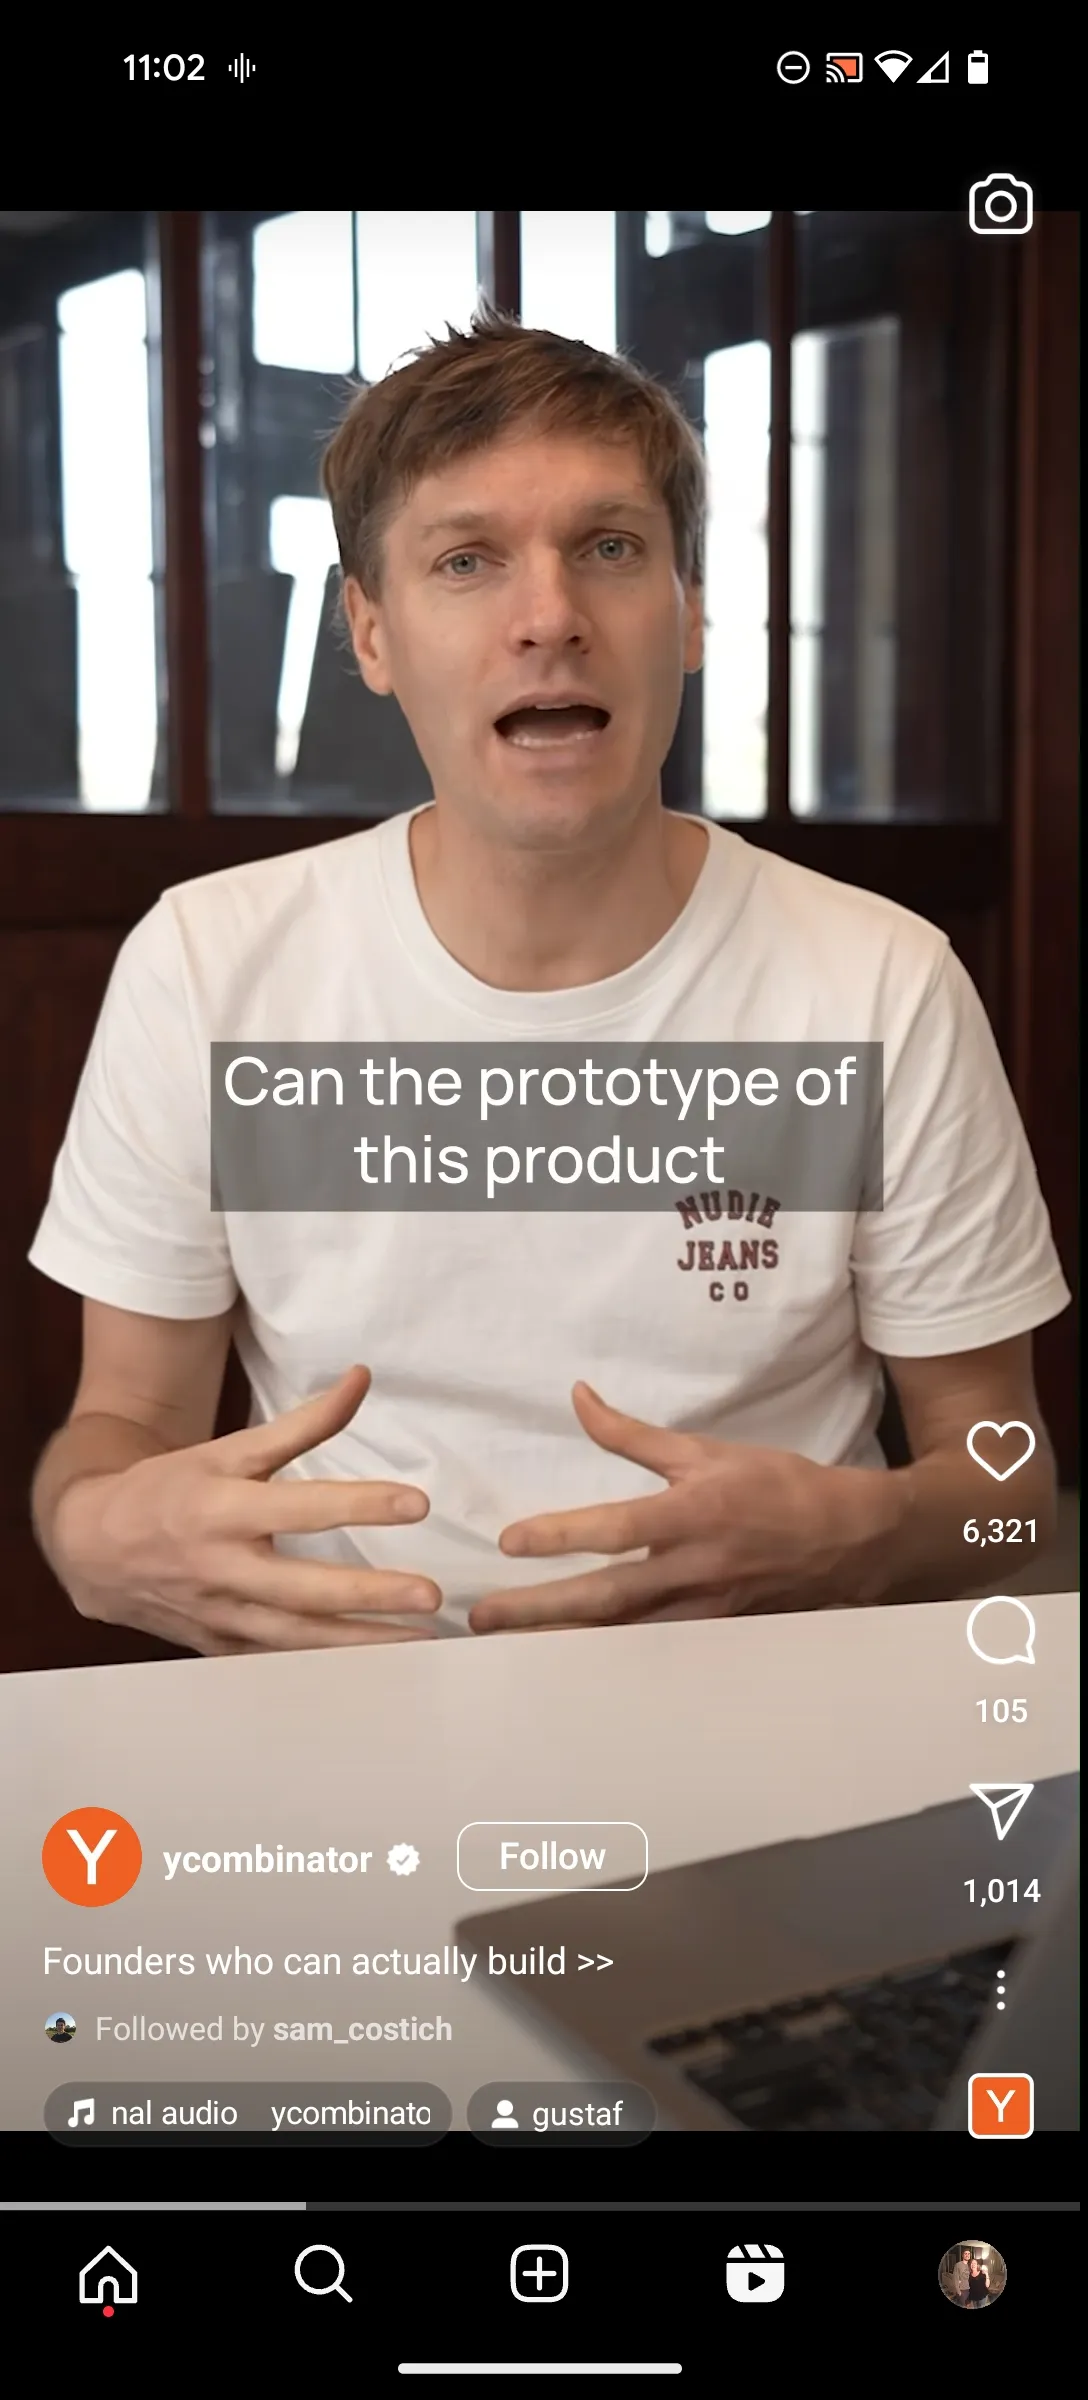 11:02
Can the prototype of
this product
NUDIE
JEANS
CO
6,321
105
1,014
Y ycombinator Follow
Founders who can actually build >>
Followed by sam_costich
nal audio ycombinato gustaf
Y